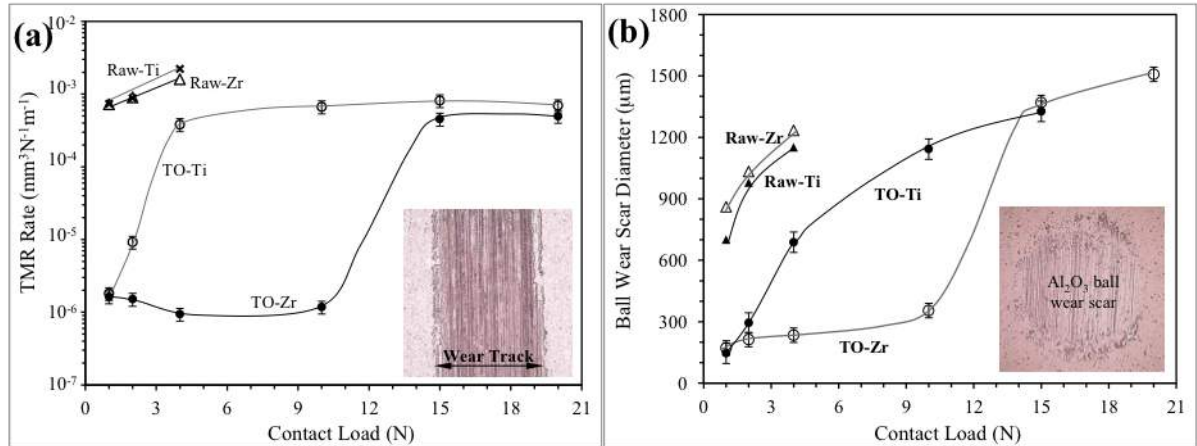 (a)
10⁻²
10⁻³
10⁻⁴
10⁻⁵
10⁻⁶
10⁻⁷
TMR Rate (mm³N⁻¹m⁻¹)
Raw-Ti
Raw-Zr
TO-Ti
TO-Zr
Wear Track
0 3 6 9 12 15 18 21
Contact Load (N)
(b)
1800
1500
1200
900
600
300
0
Ball Wear Scar Diameter (μm)
Raw-Zr
Raw-Ti
TO-Ti
TO-Zr
Al₂O₃ ball
wear scar
0 3 6 9 12 15 18 21
Contact Load (N)